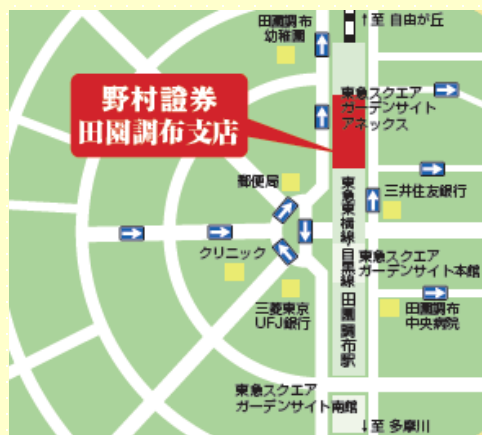 田園調布
幼稚園
↑至 自由が丘
野村證券
田園調布支店
東急スクエア
ガーデンサイト
アネックス
郵便局
三井住友銀行
東急東横線 目黒線 田園調布駅
クリニック
東急スクエア
ガーデンサイト本館
三菱東京
UFJ銀行
田園調布
中央病院
東急スクエア
ガーデンサイト南館
↓至 多摩川